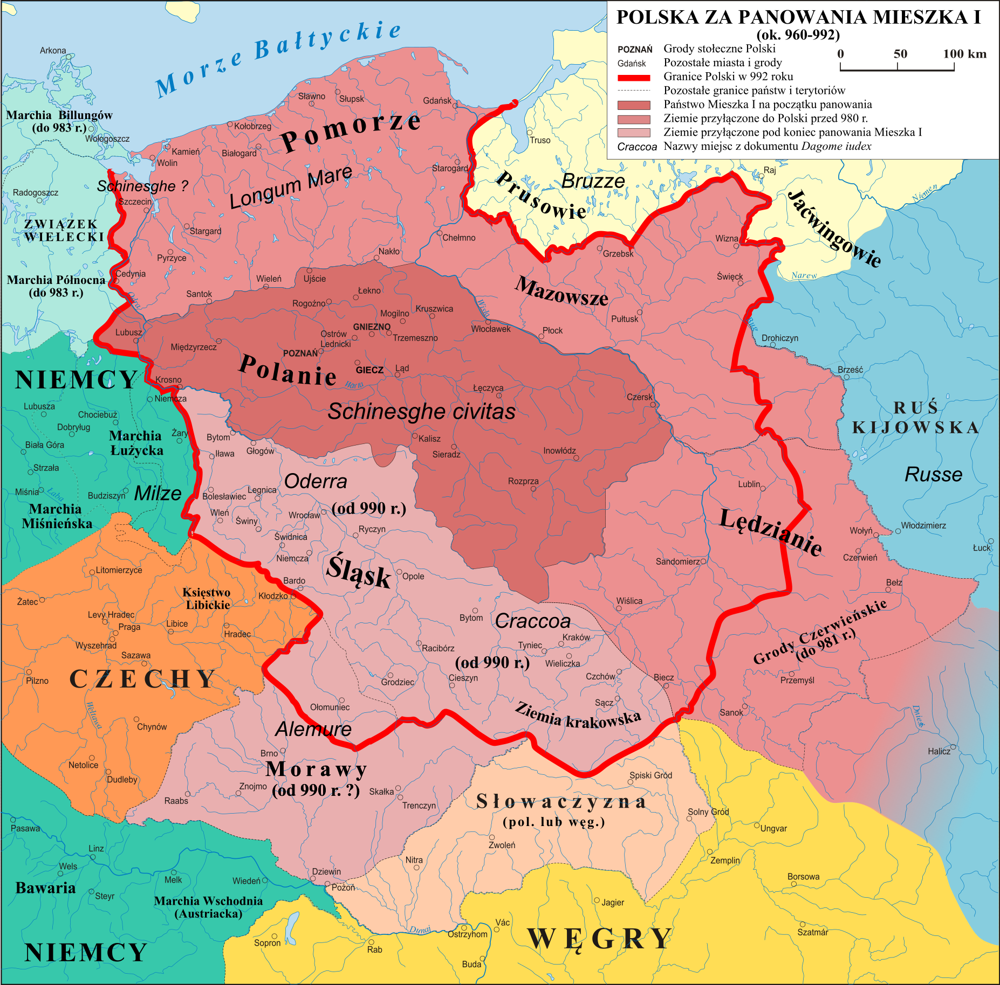 POLSKA ZA PANOWANIA MIESZKA I
(ok. 960-992)
POZNAŃ Grody stołeczne Polski
Gdańsk Pozostałe miasta i grody
Granice Polski w 992 roku
Pozostałe granice państw i terytoriów
Państwo Mieszka I na początku panowania
Ziemie przyłączone do Polski przed 980 r.
Ziemie przyłączone pod koniec panowania Mieszka I
Craccoa Nazwy miejsc z dokumentu Dagome iudex
0 50 100 km
Morze Bałtyckie
Arkona
Marchia Billungów
(do 983 r.)
Wołogoszcz
Sławno
Słupsk
Gdańsk
Pomorze
Kołobrzeg
Kamień
Białogard
Wolin
Truso
Starogard
Longum Mare
Schinesghe ?
Szczecin
Radogoszcz
ZWIĄZEK
WIELECKI
Stargard
Pyrzyce
Prusowie
Bruzze
Raj
Niemen
Jaćwingowie
Chełmno
Nakło
Grzebsk
Wizna
Marchia Północna
(do 983 r.)
Cedynia
Odra
Wieleń
Ujście
Santok
Mazowsze
Święck
Narew
Łekno
Rogoźno
Mogilno
Kruszwica
Wisła
Włocławek
Płock
Pułtusk
Bug
Drohiczyn
Brześć
Lubusz
Międzyrzecz
GNIEZNO
Ostrów
Lednicki
Trzemeszno
POZNAŃ
GIECZ
Ląd
Polanie
Warta
Łęczyca
Czersk
Schinesghe civitas
NIEMCY
Krosno
Niemcza
Lubusza
Chociebuż
Dobryług
Biała Góra
Strzała
Miśnia
Łaba
Marchia
Łużycka
Żary
Bytom
Iława
Głogów
Kalisz
Sieradz
Inowłódz
Rozprza
RUŚ
KIJOWSKA
Russe
Lublin
Budziszyn
Milze
Marchia
Miśnieńska
Oderra
(od 990 r.)
Bolesławiec
Legnica
Wleń
Świny
Wrocław
Ryczyn
Świdnica
Niemcza
Śląsk
Opole
Lędzianie
Wołyń
Włodzimierz
Czerwień
Łuck
Sandomierz
Bełz
Wiślica
Litomierzyce
Żatec
Księstwo
Libickie
Bardo
Kłodzko
Levy Hradec
Praga
Libice
Hradec
Wyszehrad
Sazawa
CZECHY
Pilzno
Wełtawa
Chynów
Netolice
Dudleby
Bytom
Craccoa
Kraków
Tyniec
Wieliczka
Racibórz
(od 990 r.)
Grodziec
Cieszyn
Czchów
Sącz
Biecz
Ziemia krakowska
Grody Czerwieńskie
(do 981 r.)
Przemyśl
Sanok
Dniestr
Halicz
Ołomuniec
Alemure
Brno
Morawy
(od 990 r. ?)
Znojmo
Raabs
Skałka
Trenczyn
Spiski Gród
Słowaczyzna
(pol. lub węg.)
Solny Gród
Ungvar
Zwoleń
Zemplin
Nitra
Borsowa
Pasawa
Linz
Wels
Bawaria
Steyr
Melk
Wiedeń
Dziewin
Pożoń
Marchia Wschodnia
(Austriacka)
NIEMCY
Sopron
Rab
Dunaj
Ostrzyhom
Vác
Buda
Jagier
WĘGRY
Szatmár